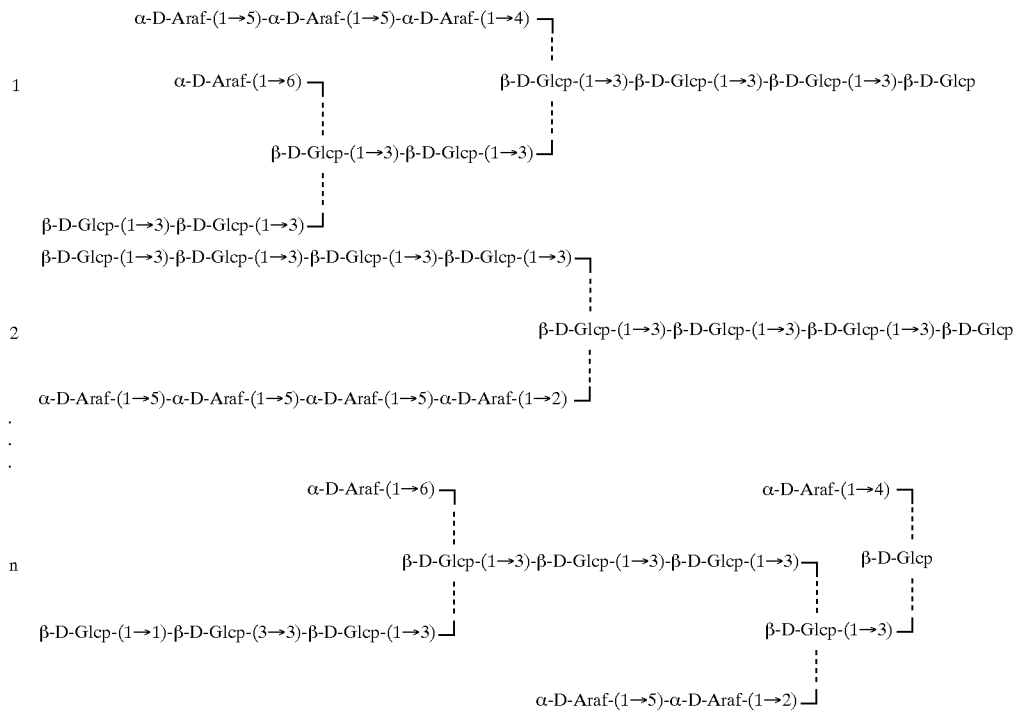 α-D-Araf-(1→5)-α-D-Araf-(1→5)-α-D-Araf-(1→4)
1 α-D-Araf-(1→6) β-D-Glcp-(1→3)-β-D-Glcp-(1→3)-β-D-Glcp-(1→3)-β-D-Glcp
β-D-Glcp-(1→3)-β-D-Glcp-(1→3)
β-D-Glcp-(1→3)-β-D-Glcp-(1→3)
β-D-Glcp-(1→3)-β-D-Glcp-(1→3)-β-D-Glcp-(1→3)-β-D-Glcp-(1→3)
2 β-D-Glcp-(1→3)-β-D-Glcp-(1→3)-β-D-Glcp-(1→3)-β-D-Glcp
α-D-Araf-(1→5)-α-D-Araf-(1→5)-α-D-Araf-(1→5)-α-D-Araf-(1→2)
.
.
.
α-D-Araf-(1→6) α-D-Araf-(1→4)
n β-D-Glcp-(1→3)-β-D-Glcp-(1→3)-β-D-Glcp-(1→3) β-D-Glcp
β-D-Glcp-(1→1)-β-D-Glcp-(3→3)-β-D-Glcp-(1→3) β-D-Glcp-(1→3)
α-D-Araf-(1→5)-α-D-Araf-(1→2)